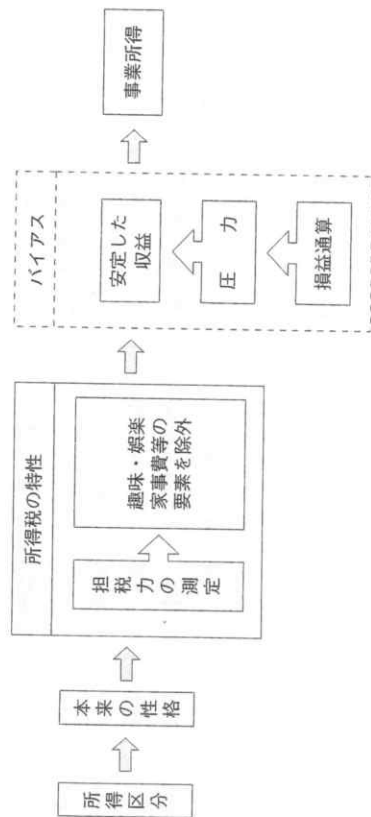 所得区分
本来の性格
所得税の特性
担税力の測定
趣味・娯楽
家事費等の
要素を除外
バイアス
安定した
収益
圧　力
損益通算
事業所得